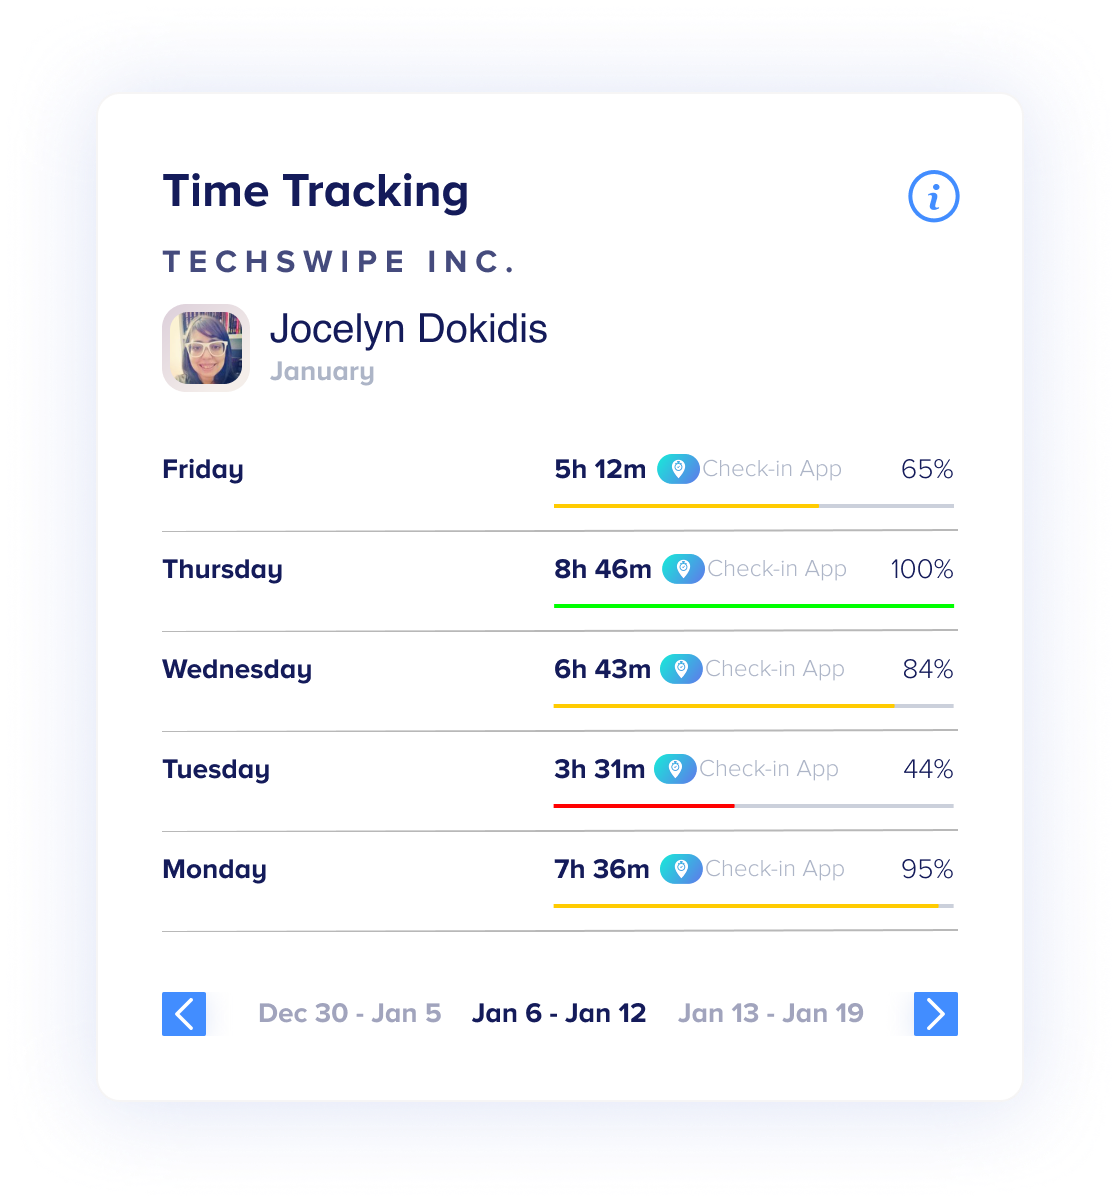 Time Tracking
TECHSWIPE INC.
Jocelyn Dokidis
January
Friday 5h 12m Check-in App 65%
Thursday 8h 46m Check-in App 100%
Wednesday 6h 43m Check-in App 84%
Tuesday 3h 31m Check-in App 44%
Monday 7h 36m Check-in App 95%
Dec 30 - Jan 5 Jan 6 - Jan 12 Jan 13 - Jan 19